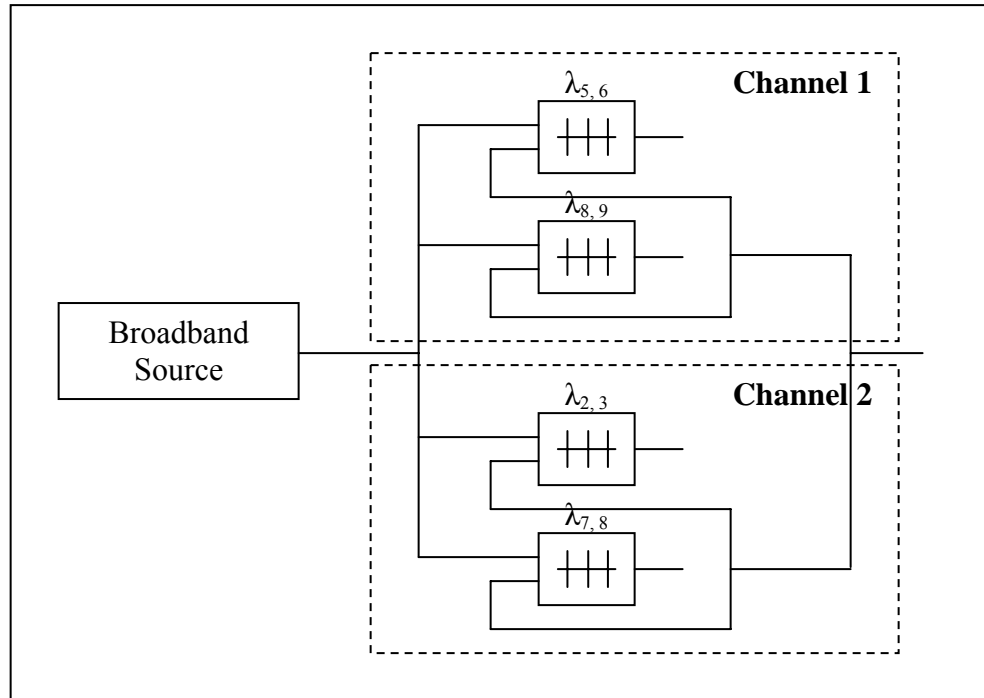 Channel 1
λ5, 6
λ8, 9
Broadband
Source
Channel 2
λ2, 3
λ7, 8